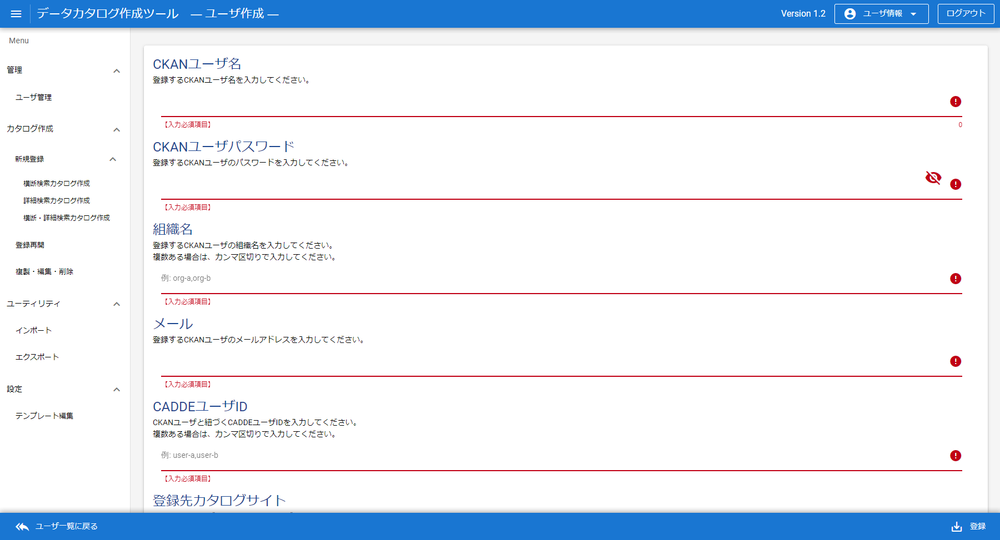 データカタログ作成ツール — ユーザ作成 —
Version 1.2
ユーザ情報
ログアウト
Menu
管理
ユーザ管理
カタログ作成
新規登録
横断検索カタログ作成
詳細検索カタログ作成
横断・詳細検索カタログ作成
登録再開
複製・編集・削除
ユーティリティ
インポート
エクスポート
設定
テンプレート編集
CKANユーザ名
登録するCKANユーザ名を入力してください。
【入力必須項目】
0
CKANユーザパスワード
登録するCKANユーザのパスワードを入力してください。
【入力必須項目】
組織名
登録するCKANユーザの組織名を入力してください。
複数ある場合は、カンマ区切りで入力してください。
例: org-a,org-b
【入力必須項目】
メール
登録するCKANユーザのメールアドレスを入力してください。
【入力必須項目】
CADDEユーザID
CKANユーザと紐づくCADDEユーザIDを入力してください。
複数ある場合は、カンマ区切りで入力してください。
例: user-a,user-b
【入力必須項目】
登録先カタログサイト
ユーザ一覧に戻る
登録